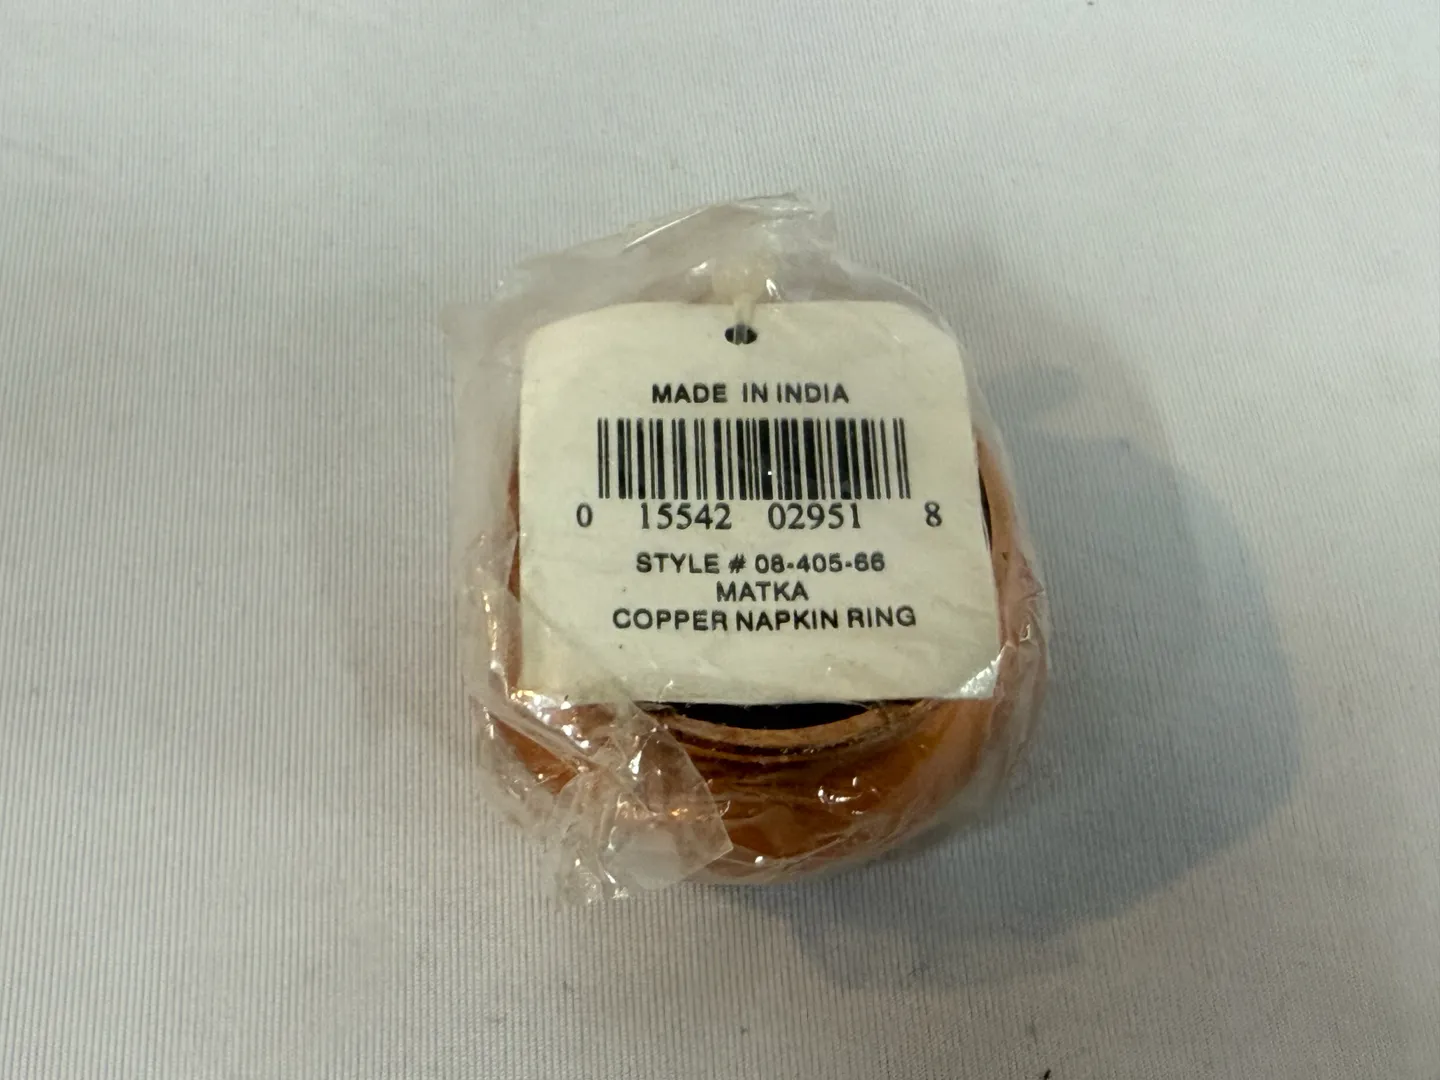 MADE IN INDIA
0 15542 02951 8
STYLE # 08-405-66
MATKA
COPPER NAPKIN RING